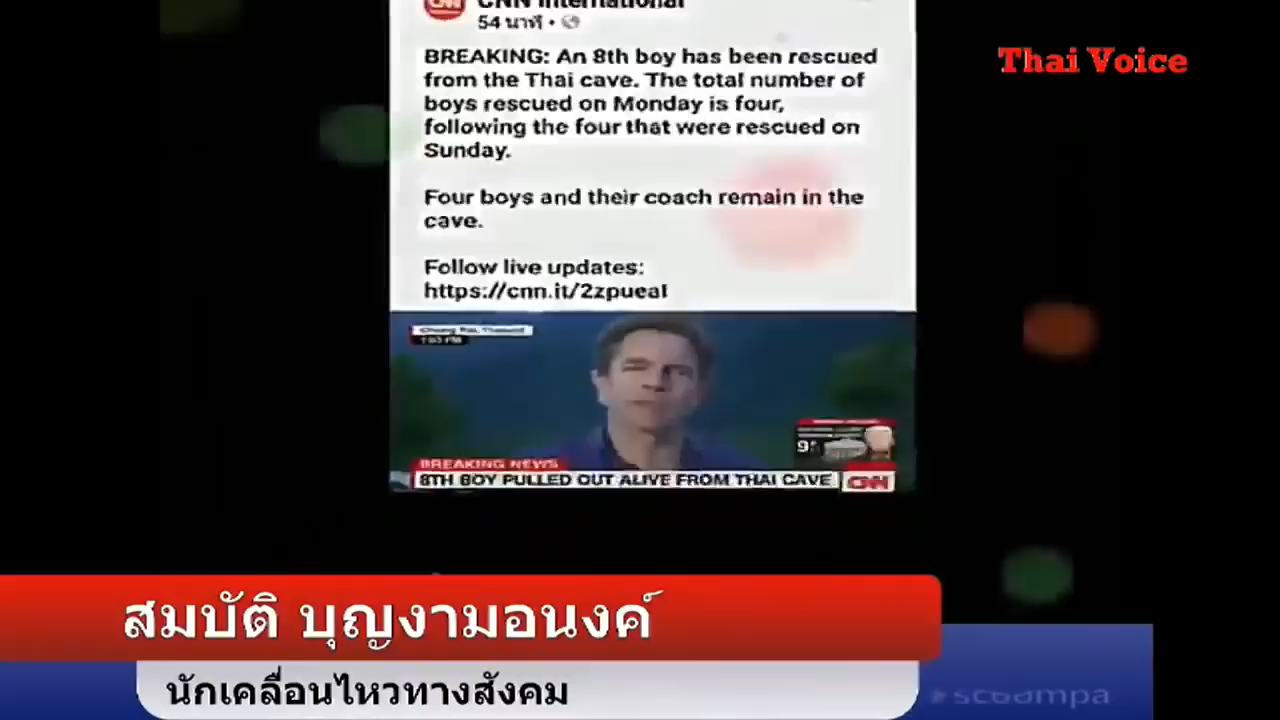 CNN International
54 นาที •
Thai Voice
BREAKING: An 8th boy has been rescued
from the Thai cave. The total number of
boys rescued on Monday is four,
following the four that were rescued on
Sunday.
Four boys and their coach remain in the
cave.
Follow live updates:
https://cnn.it/2zpueaI
Chiang Rai, Thailand
BREAKING NEWS
8TH BOY PULLED OUT ALIVE FROM THAI CAVE
CNN
สมบัติ บุญงามอนงค์
นักเคลื่อนไหวทางสังคม